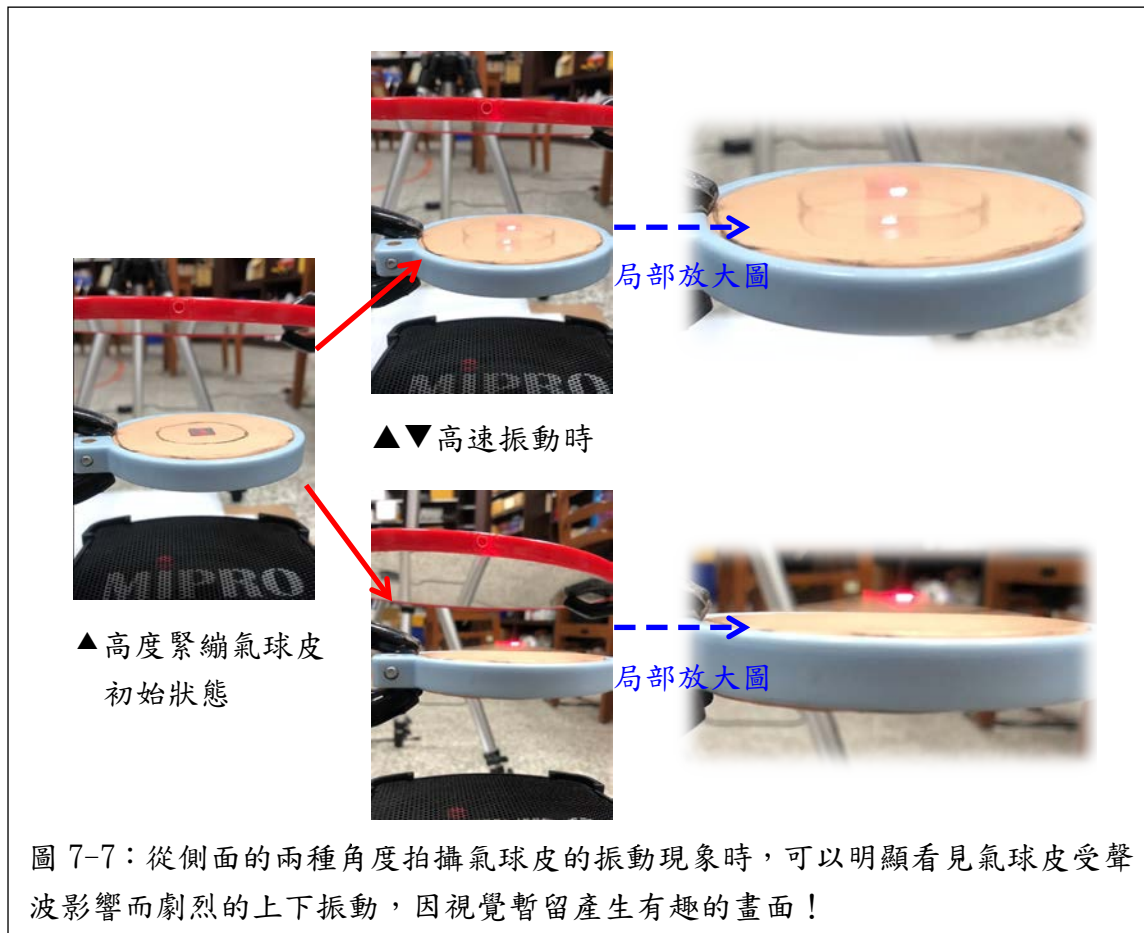 局部放大圖
MIPRO
▲▼高速振動時
MIPRO
▲高度緊繃氣球皮
初始狀態
局部放大圖
MIPRO
圖 7-7：從側面的兩種角度拍攝氣球皮的振動現象時，可以明顯看見氣球皮受聲
波影響而劇烈的上下振動，因視覺暫留產生有趣的畫面！